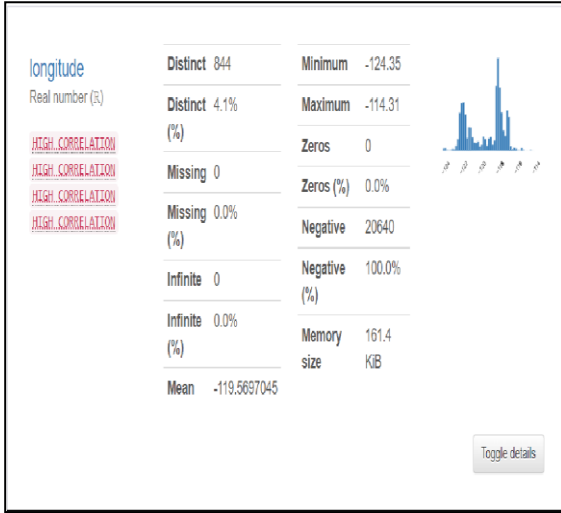 longitude
Real number (ℝ)
HIGH CORRELATION
HIGH CORRELATION
HIGH CORRELATION
HIGH CORRELATION
Distinct 844
Distinct 4.1%
(%)
Missing 0
Missing 0.0%
(%)
Infinite 0
Infinite 0.0%
(%)
Mean -119.5697045
Minimum -124.35
Maximum -114.31
Zeros 0
Zeros (%) 0.0%
Negative 20640
Negative 100.0%
(%)
Memory 161.4
size KiB
Toggle details